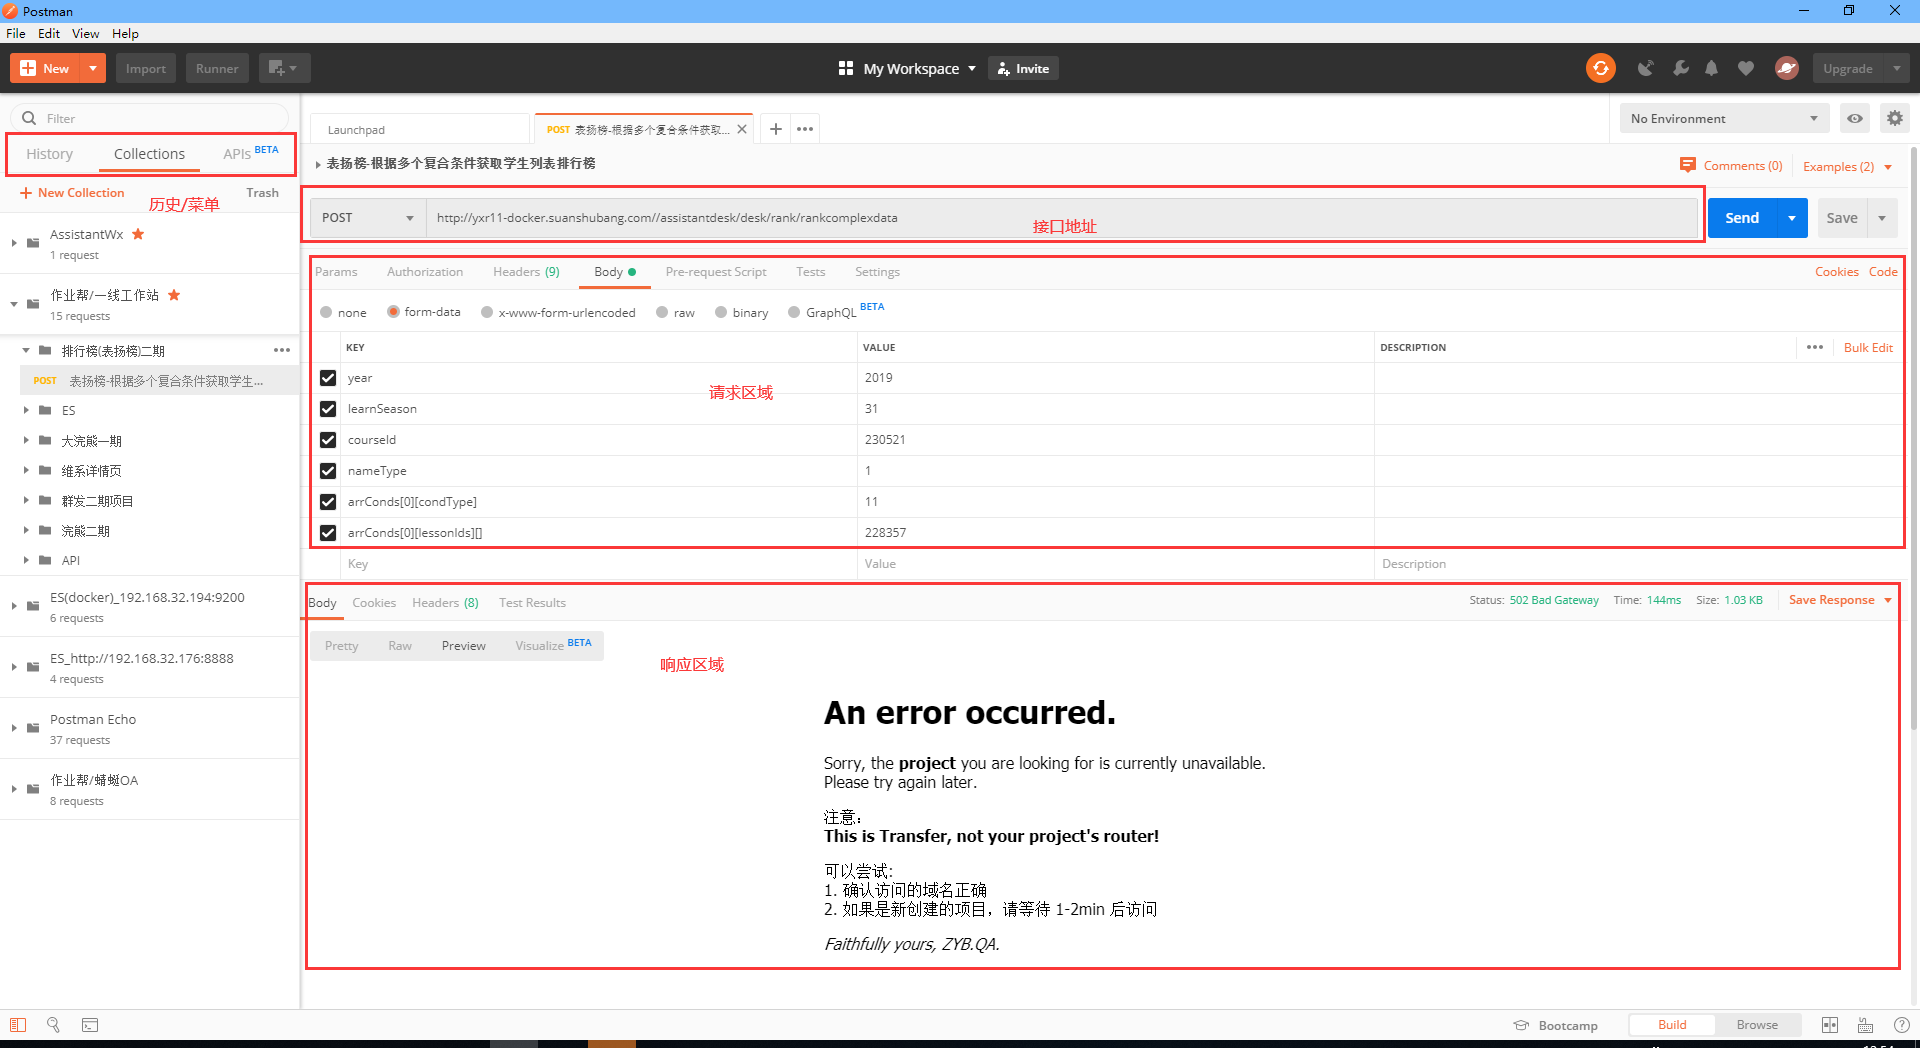 Postman
File Edit View Help
New Import Runner My Workspace Invite Upgrade
Filter
History Collections APIs BETA
New Collection Trash
历史/菜单
AssistantWx
1 request
作业帮/一线工作站
15 requests
排行榜(表扬榜)二期
POST 表扬榜-根据多个复合条件获取学生...
ES
大浣熊一期
维系详情页
群发二期项目
浣熊二期
API
ES(docker)_192.168.32.194:9200
6 requests
ES_http://192.168.32.176:8888
4 requests
Postman Echo
37 requests
作业帮/蜻蜓OA
8 requests
Launchpad POST 表扬榜-根据多个复合条件获取... No Environment
表扬榜-根据多个复合条件获取学生列表排行榜 Comments (0) Examples (2)
POST http://yxr11-docker.suanshubang.com//assistantdesk/desk/rank/rankcomplexdata Send Save
接口地址
Params Authorization Headers (9) Body Pre-request Script Tests Settings Cookies Code
none form-data x-www-form-urlencoded raw binary GraphQL BETA
KEY VALUE DESCRIPTION Bulk Edit
year 2019
请求区域
learnSeason 31
courseId 230521
nameType 1
arrConds[0][condType] 11
arrConds[0][lessonIds][] 228357
Key Value Description
Body Cookies Headers (8) Test Results Status: 502 Bad Gateway Time: 144ms Size: 1.03 KB Save Response
Pretty Raw Preview Visualize BETA
响应区域
An error occurred.
Sorry, the project you are looking for is currently unavailable.
Please try again later.
注意：
This is Transfer, not your project's router!
可以尝试:
1. 确认访问的域名正确
2. 如果是新创建的项目，请等待 1-2min 后访问
Faithfully yours, ZYB.QA.
Bootcamp Build Browse